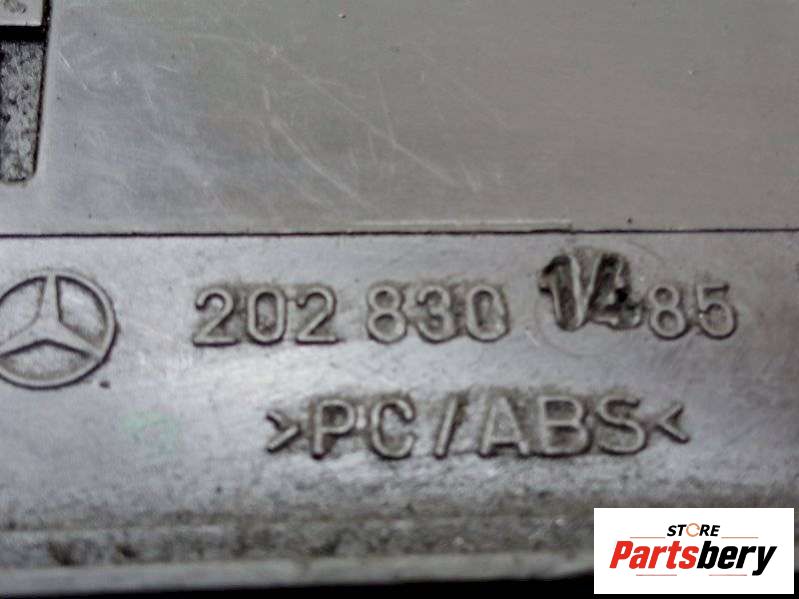 202 830 1485
>PC/ABS<
STORE
Partsbery